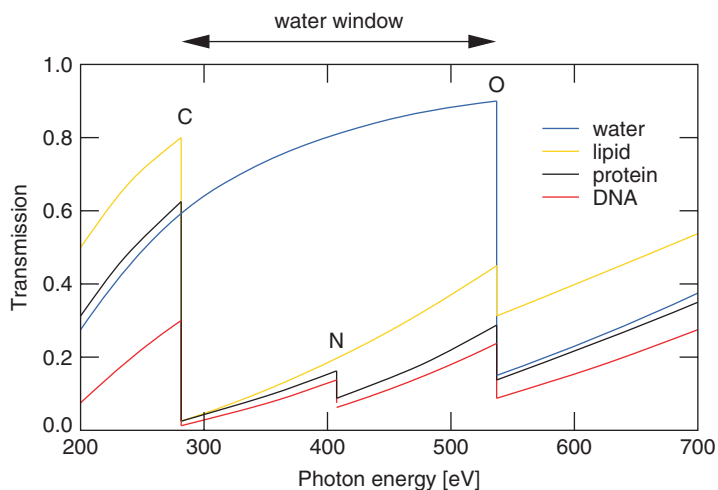 water window
1.0
C
O
water
lipid
protein
DNA
0.8
0.6
Transmission
0.4
N
0.2
0.0
200
300
400
500
600
700
Photon energy [eV]